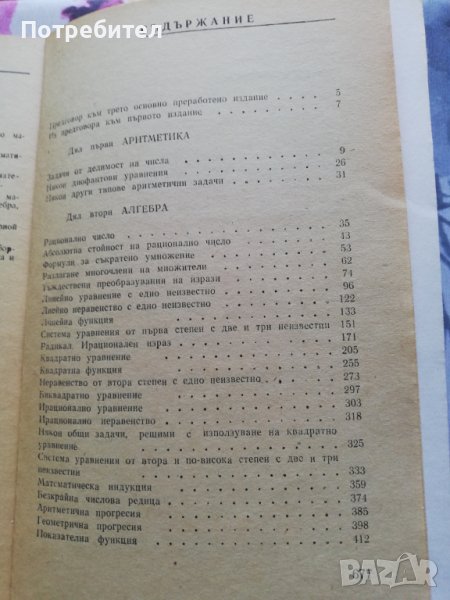 Потребител
ДЪРЖАНИЕ
Предговор към трето основно преработено издание 5
Из предговора към първото издание 7
Дял първи АРИТМЕТИКА
Задачи от делимост на числа 9
Някои диофантови уравнения 26
Някои други типове аритметични задачи 31
Дял втори АЛГЕБРА
Рационално число 35
Абсолютна стойност на рационално число 43
Формули за съкратено умножение 53
Разлагане многочлени на множители 62
Тъждествени преобразувания на изрази 74
Линейно уравнение с едно неизвестно 96
Линейно неравенство с едно неизвестно 122
Линейна функция 133
Система уравнения от първа степен с две и три неизвестни 151
Радикал. Ирационален израз 171
Квадратно уравнение 205
Квадратна функция 255
Неравенство от втора степен с едно неизвестно 273
Биквадратно уравнение 297
Ирационално уравнение 303
Ирационално неравенство 318
Някои общи задачи, решими с използуване на квадратно
уравнение 325
Система уравнения от втора и по-висока степен с две и три
неизвестни 333
Математическа индукция 359
Безкрайна числова редица 374
Аритметична прогресия 385
Геометрична прогресия 398
Показателна функция 412
BAZAR